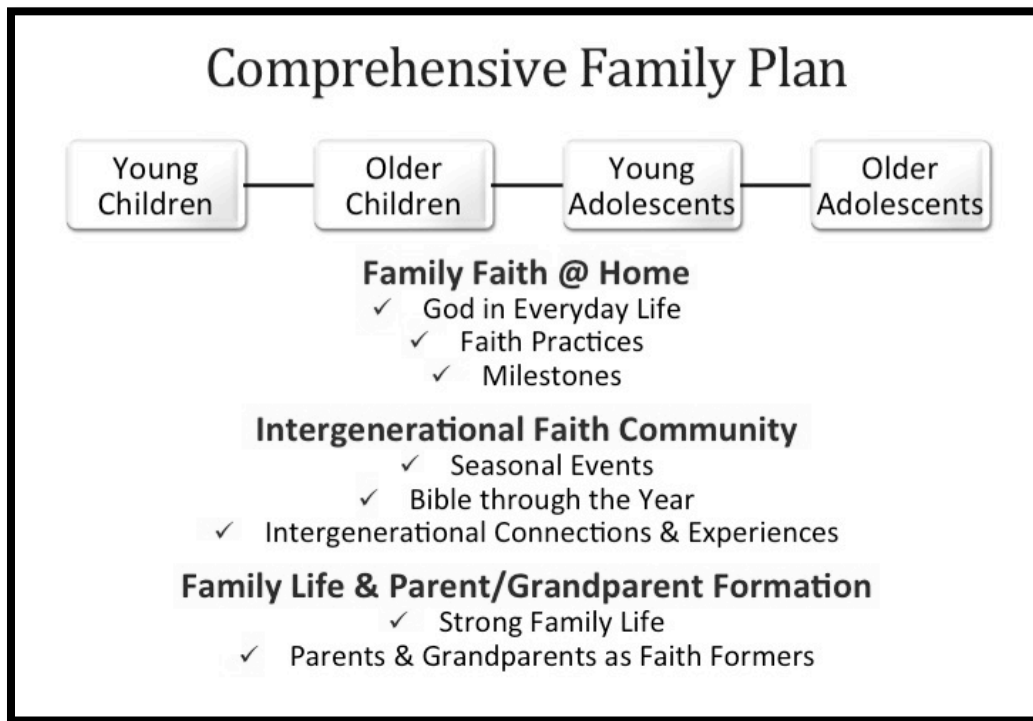 Comprehensive Family Plan
Young
Children
Older
Children
Young
Adolescents
Older
Adolescents
Family Faith @ Home
✓ God in Everyday Life
✓ Faith Practices
✓ Milestones
Intergenerational Faith Community
✓ Seasonal Events
✓ Bible through the Year
✓ Intergenerational Connections & Experiences
Family Life & Parent/Grandparent Formation
✓ Strong Family Life
✓ Parents & Grandparents as Faith Formers